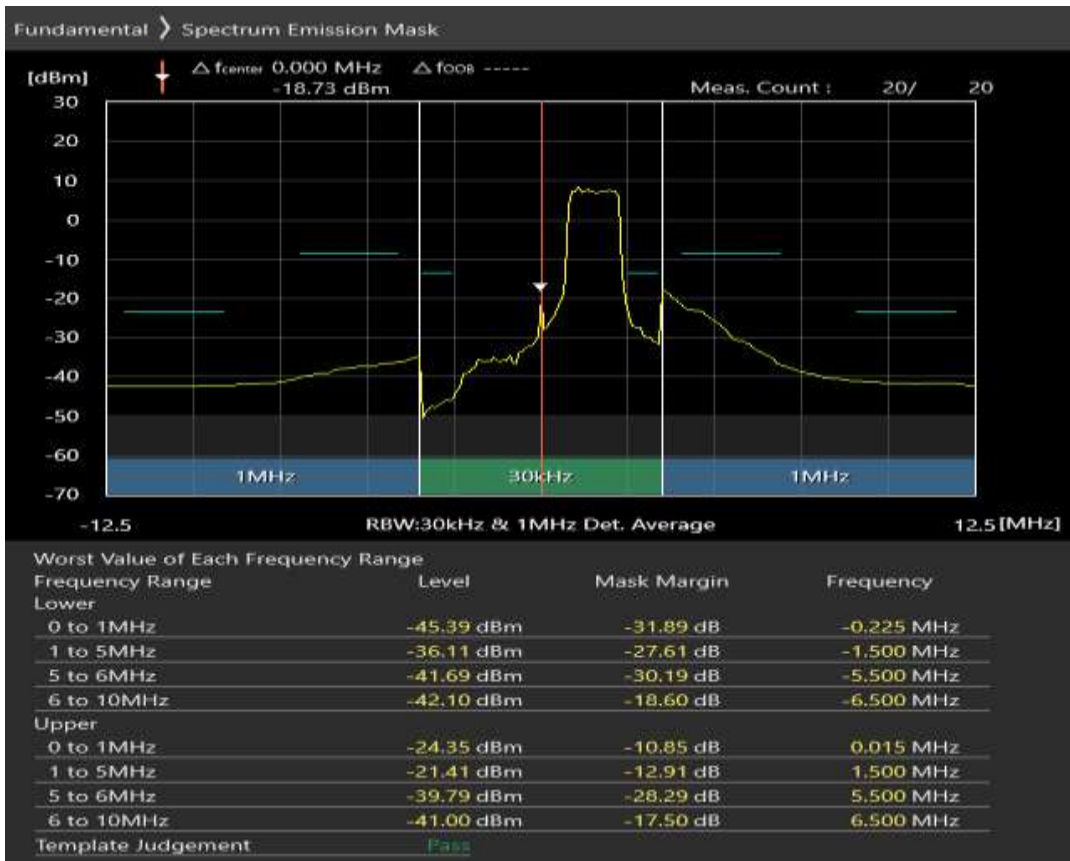 Fundamental 〉 Spectrum Emission Mask
[dBm] △ fcenter 0.000 MHz △ fOOB -----
-18.73 dBm Meas. Count : 20/ 20
30
20
10
0
-10
-20
-30
-40
-50
-60
-70
1MHz 30kHz 1MHz
-12.5 RBW:30kHz & 1MHz Det. Average 12.5 [MHz]
Worst Value of Each Frequency Range
Frequency Range Level Mask Margin Frequency
Lower
0 to 1MHz -45.39 dBm -31.89 dB -0.225 MHz
1 to 5MHz -36.11 dBm -27.61 dB -1.500 MHz
5 to 6MHz -41.69 dBm -30.19 dB -5.500 MHz
6 to 10MHz -42.10 dBm -18.60 dB -6.500 MHz
Upper
0 to 1MHz -24.35 dBm -10.85 dB 0.015 MHz
1 to 5MHz -21.41 dBm -12.91 dB 1.500 MHz
5 to 6MHz -39.79 dBm -28.29 dB 5.500 MHz
6 to 10MHz -41.00 dBm -17.50 dB 6.500 MHz
Template Judgement Pass